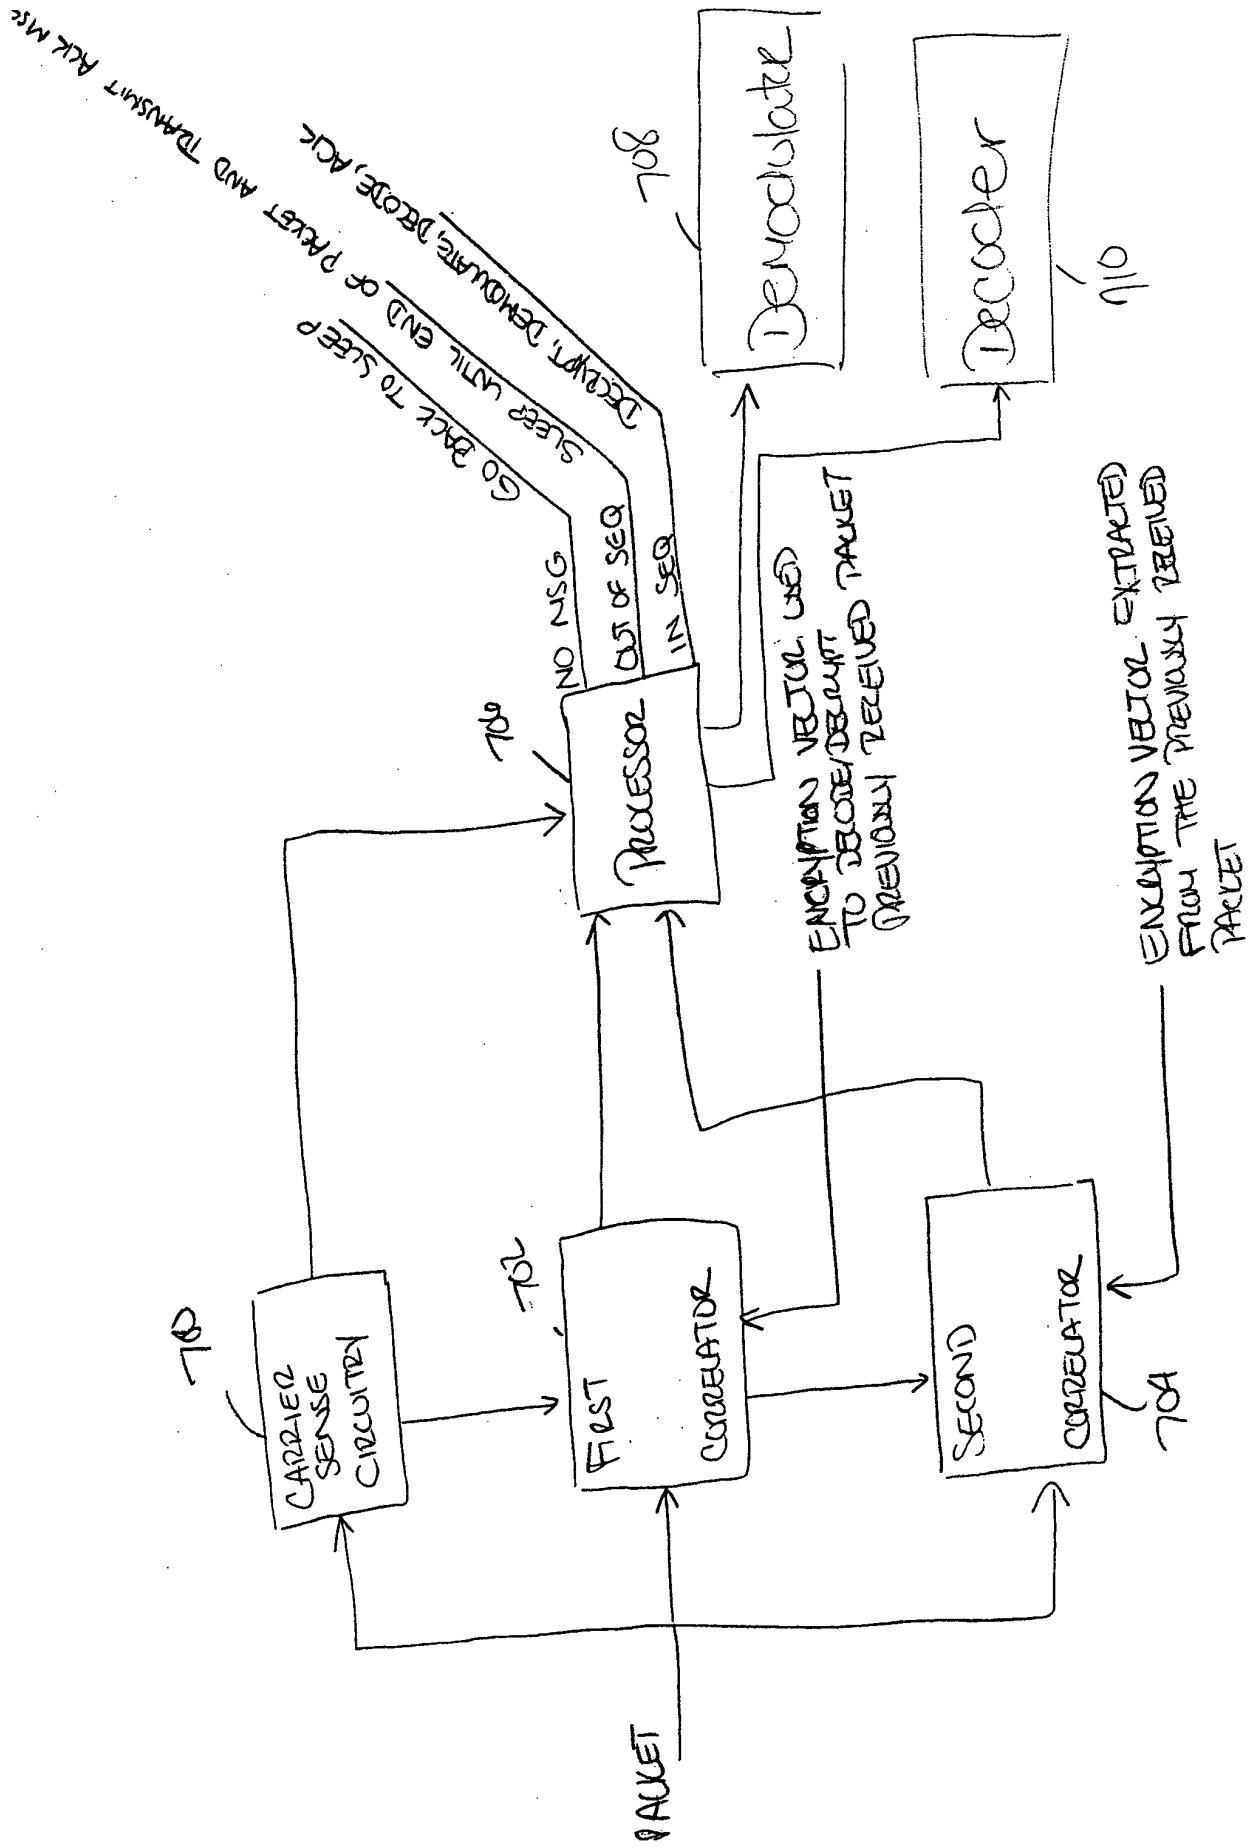 PACKET
700
CARRIER
SENSE
CIRCUITRY
702
FIRST
CORRELATOR
SECOND
CORRELATOR
704
706
PROCESSOR
NO MSG
GO BACK TO SLEEP
OUT OF SEQ
SLEEP UNTIL END OF PACKET AND TRANSMIT ACK MSG
IN SEQ
DECRYPT, DEMODULATE, DECODE, ACK
ENCRYPTION VECTOR USED
TO DECODE/DECRYPT
PREVIOUSLY RECEIVED PACKET
ENCRYPTION VECTOR EXTRACTED
FROM THE PREVIOUSLY RECEIVED
PACKET
708
Demodulator
Decoder
710